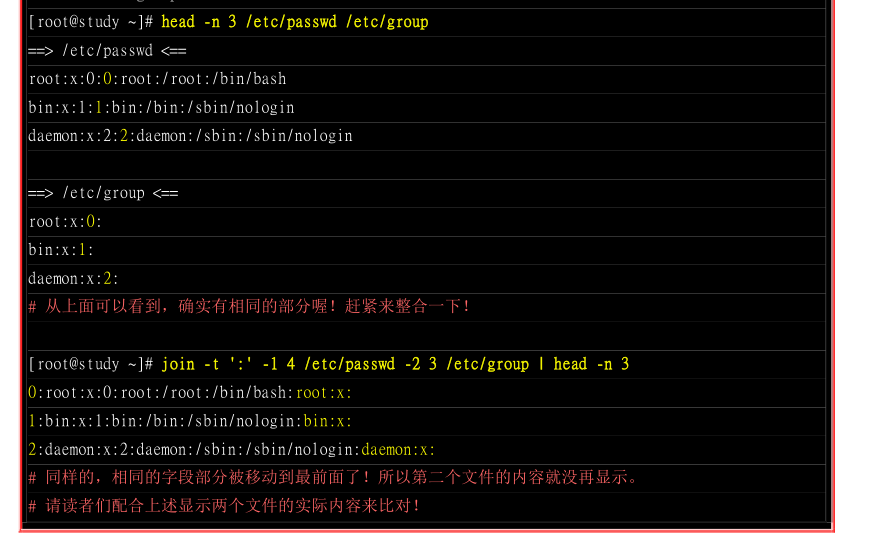 [root@study ~]# head -n 3 /etc/passwd /etc/group
==> /etc/passwd <==
root:x:0:0:root:/root:/bin/bash
bin:x:1:1:bin:/bin:/sbin/nologin
daemon:x:2:2:daemon:/sbin:/sbin/nologin
==> /etc/group <==
root:x:0:
bin:x:1:
daemon:x:2:
# 从上面可以看到，确实有相同的部分喔！赶紧来整合一下！
[root@study ~]# join -t ':' -1 4 /etc/passwd -2 3 /etc/group | head -n 3
0:root:x:0:root:/root:/bin/bash:root:x:
1:bin:x:1:bin:/bin:/sbin/nologin:bin:x:
2:daemon:x:2:daemon:/sbin:/sbin/nologin:daemon:x:
# 同样的，相同的字段部分被移动到最前面了！所以第二个文件的内容就没再显示。
# 请读者们配合上述显示两个文件的实际内容来比对！